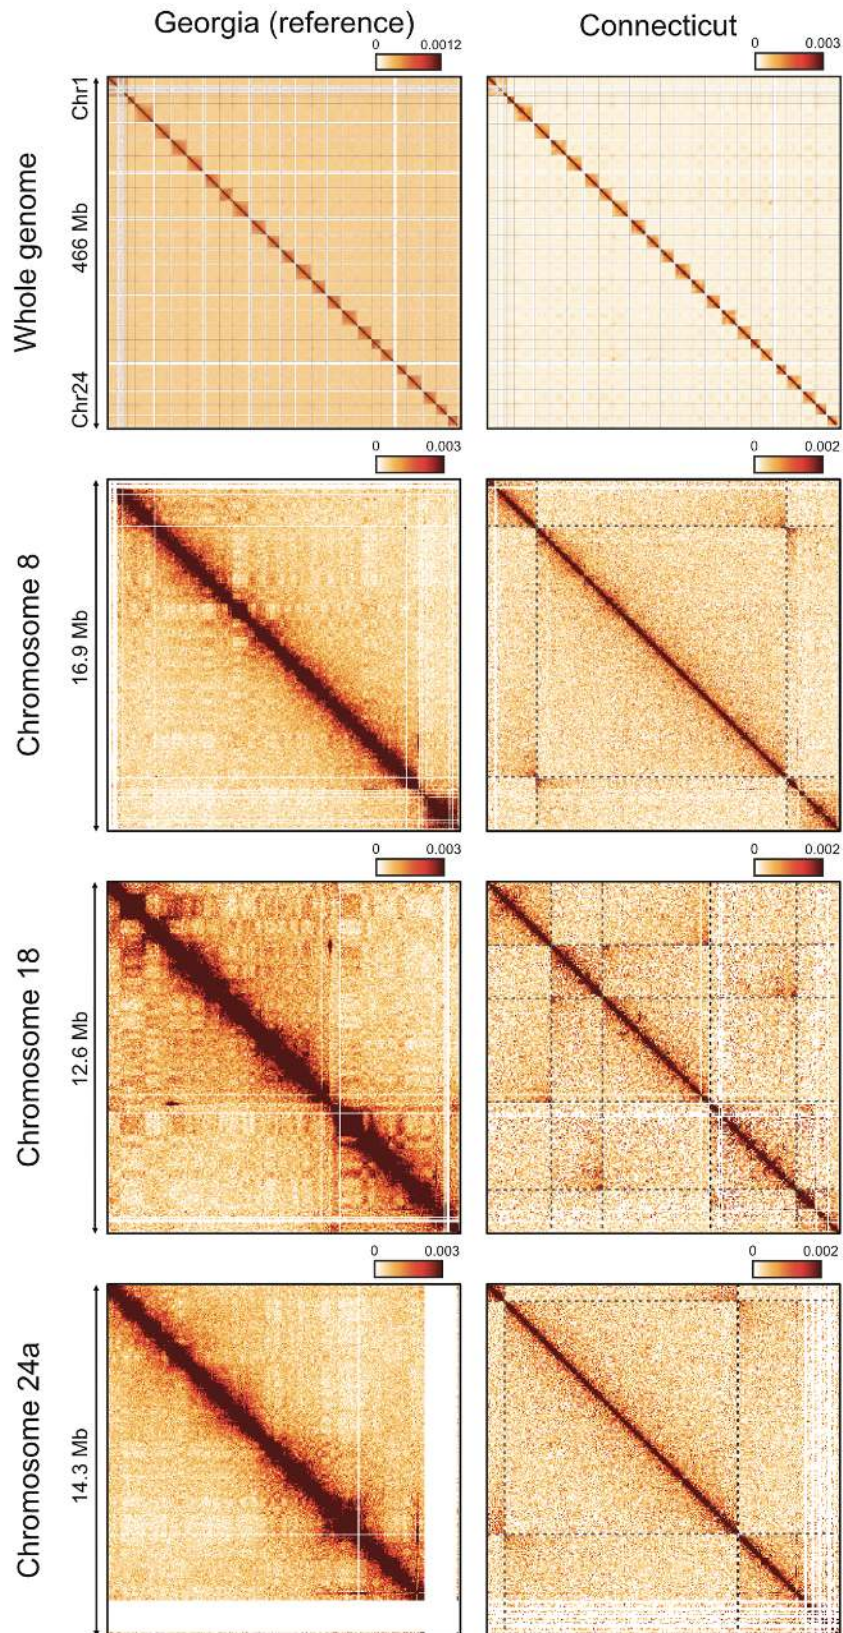 Georgia (reference)
Connecticut
0 0.0012
0 0.003
Whole genome
Chr1
466 Mb
Chr24
0 0.003
0 0.002
Chromosome 8
16.9 Mb
0 0.003
0 0.002
Chromosome 18
12.6 Mb
0 0.003
0 0.002
Chromosome 24a
14.3 Mb